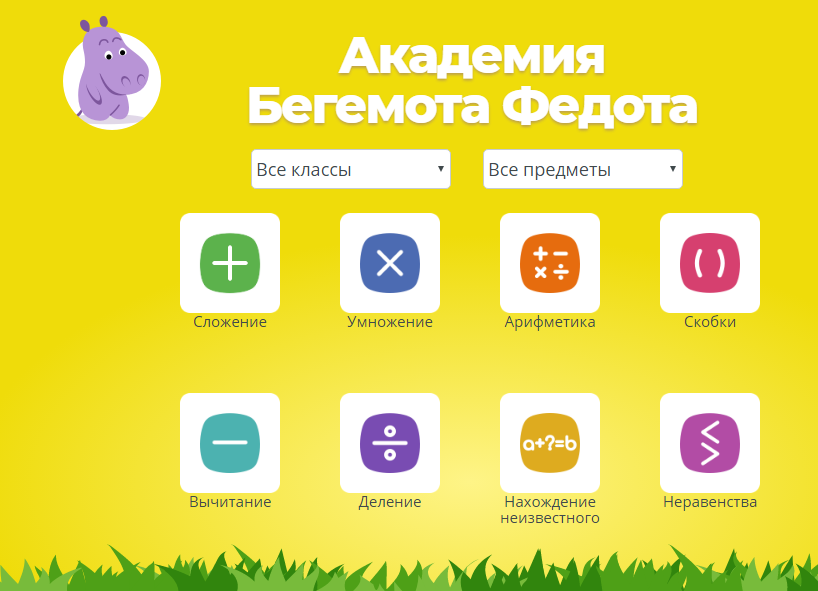 Академия
Бегемота Федота
Все классы
Все предметы
Сложение
Умножение
Арифметика
Скобки
a+?=b
Вычитание
Деление
Нахождение
неизвестного
Неравенства